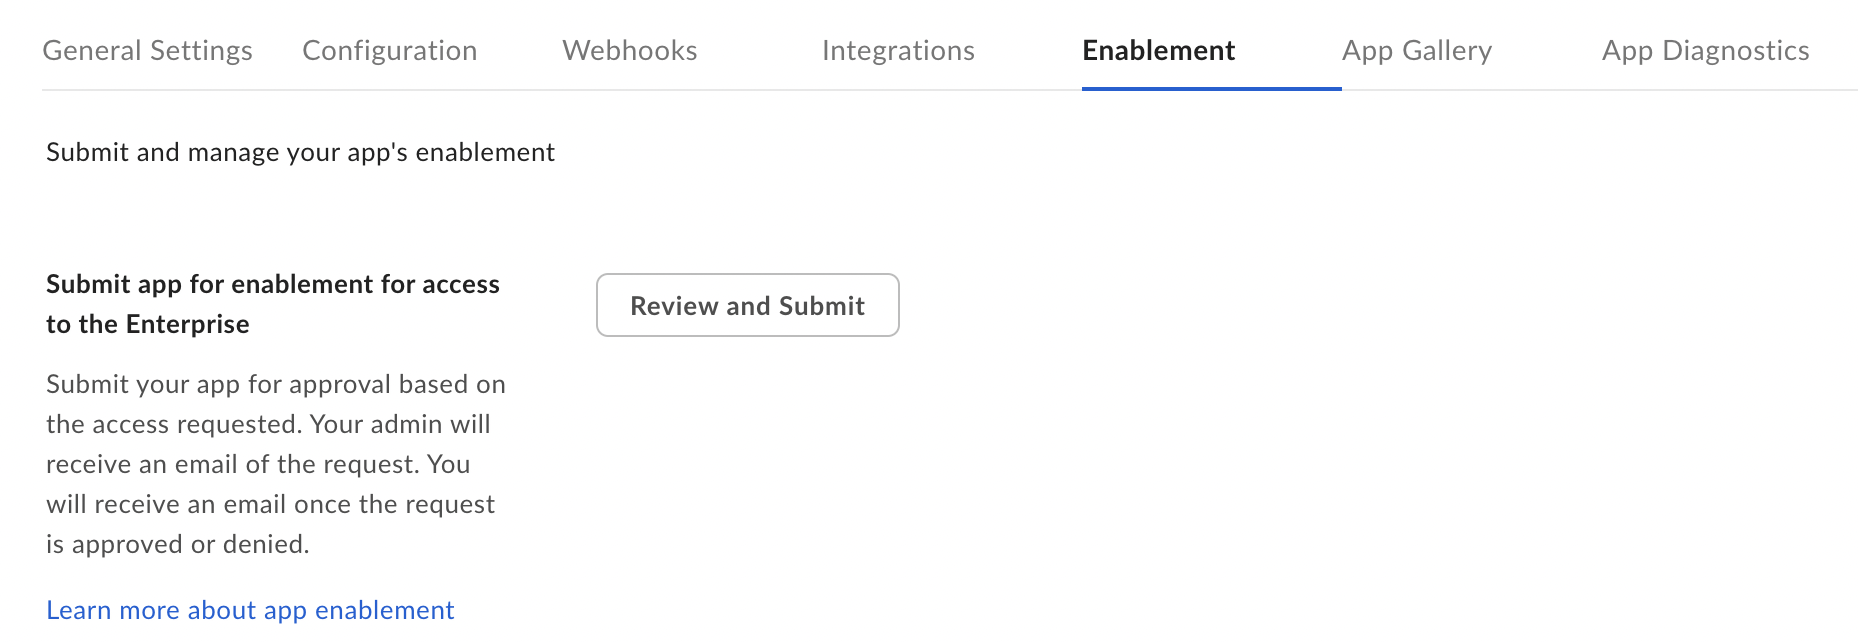 General Settings Configuration Webhooks Integrations Enablement App Gallery App Diagnostics
Submit and manage your app's enablement
Submit app for enablement for access
to the Enterprise
Review and Submit
Submit your app for approval based on
the access requested. Your admin will
receive an email of the request. You
will receive an email once the request
is approved or denied.
Learn more about app enablement